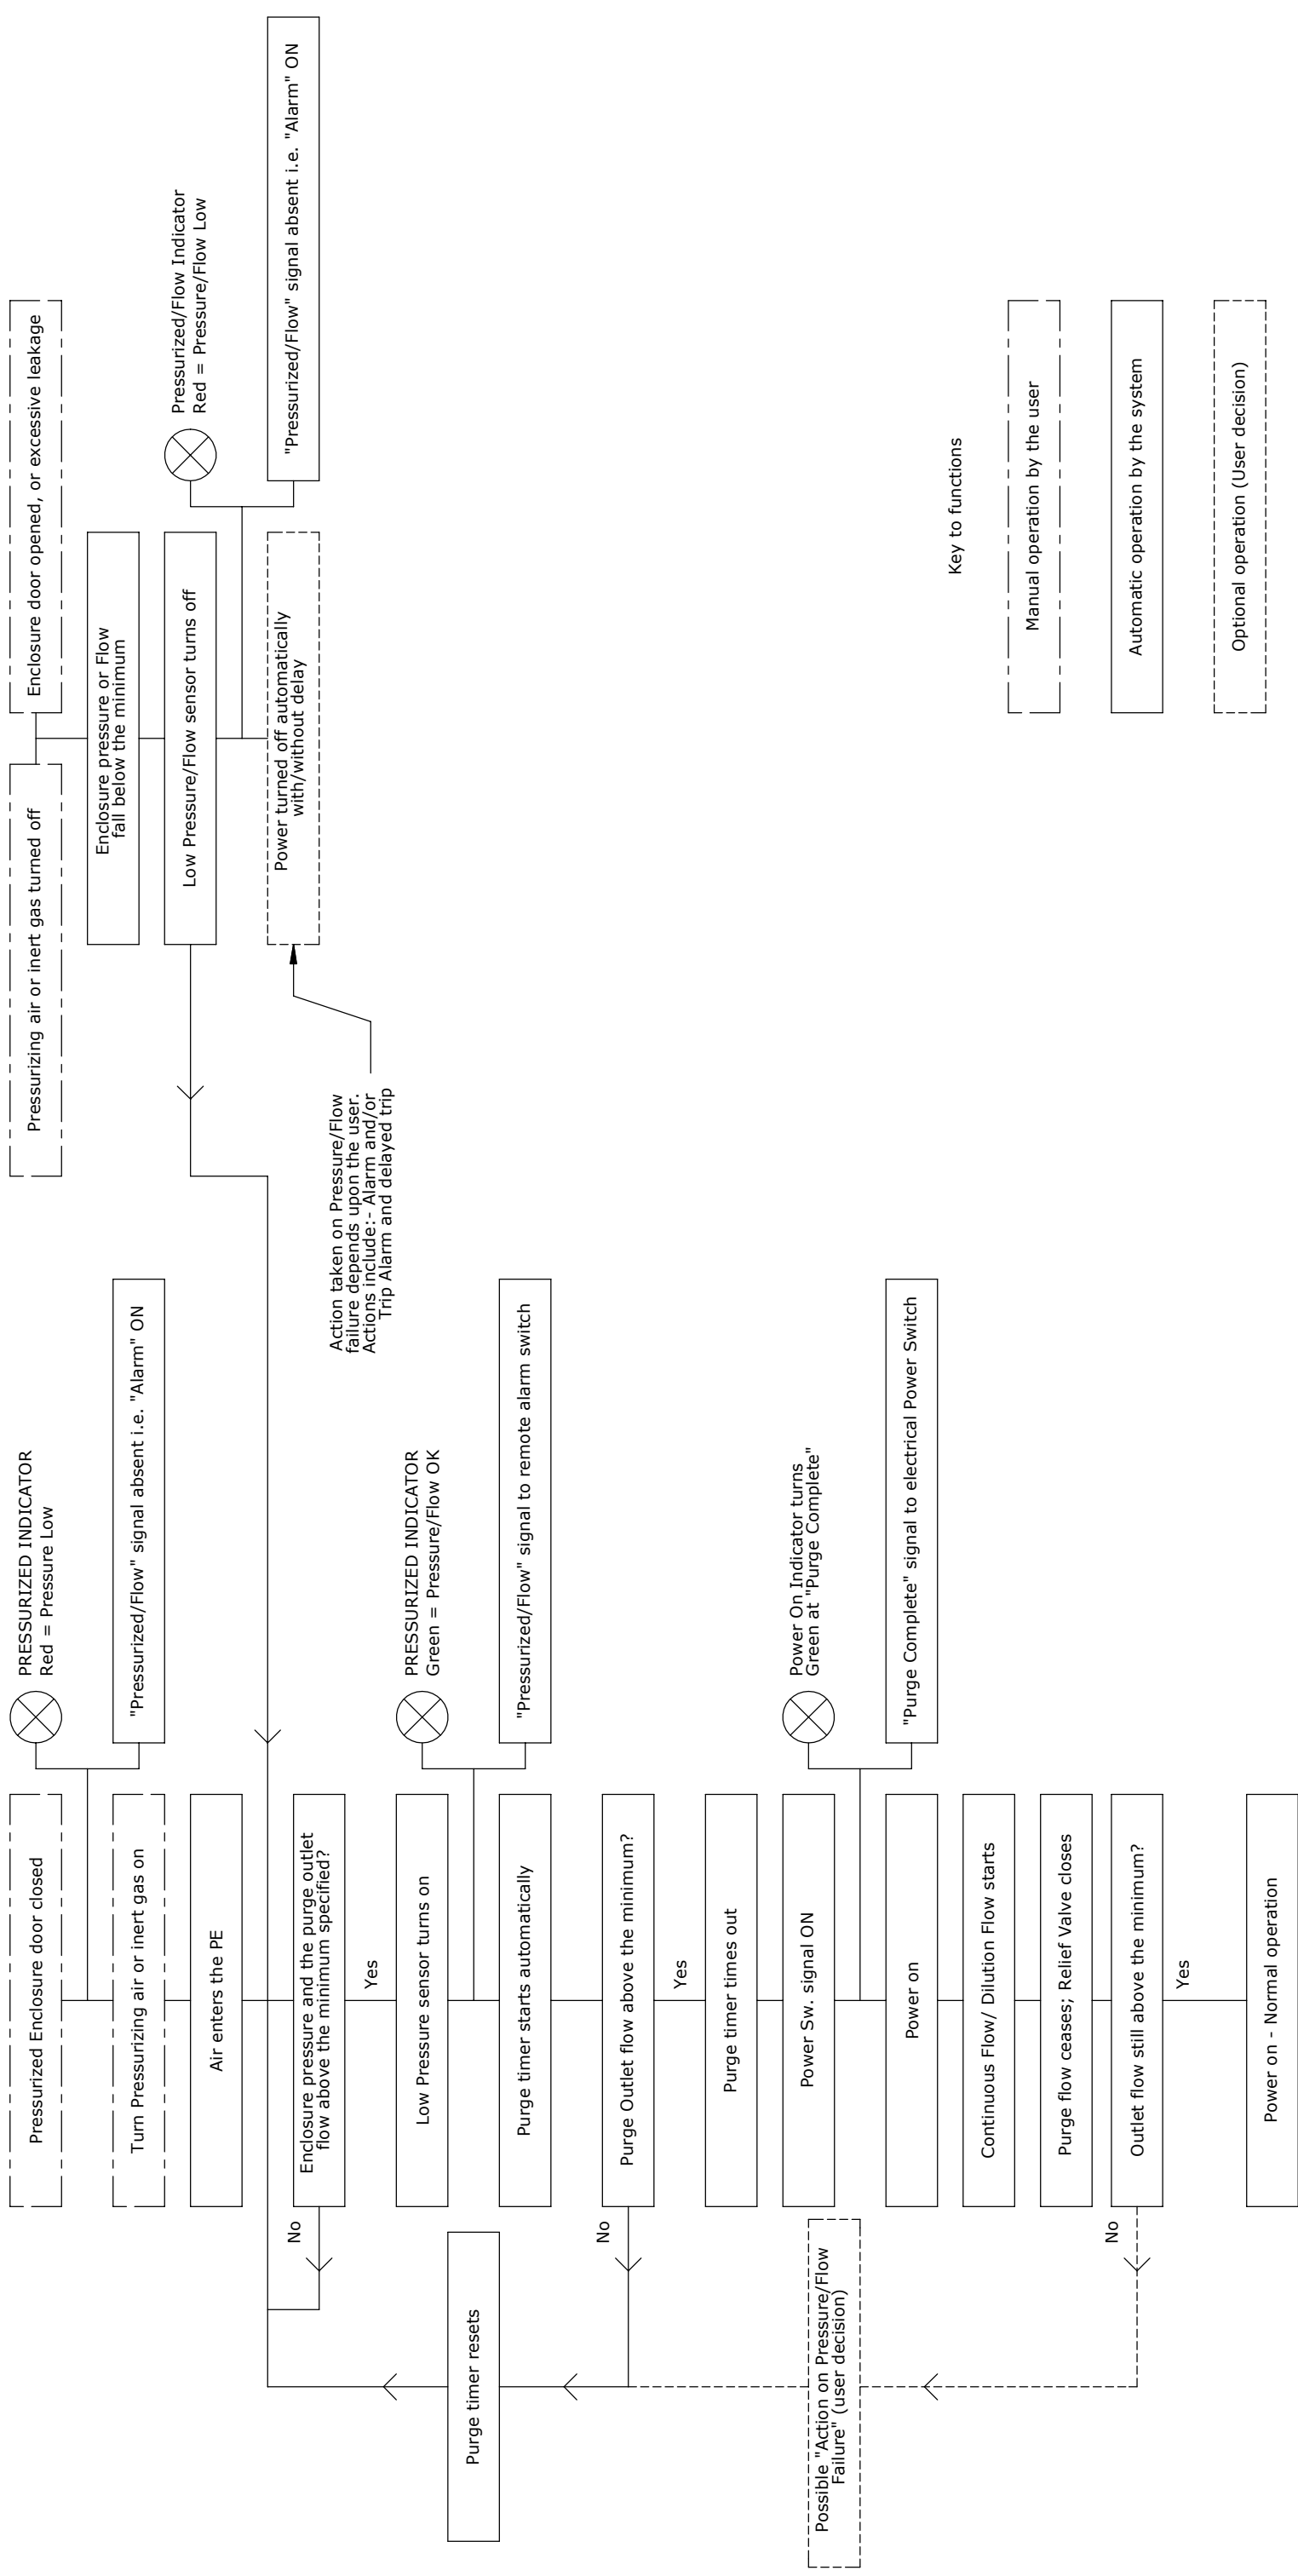 Pressurized Enclosure door closed
PRESSURIZED INDICATOR
Red = Pressure Low
"Pressurized/Flow" signal absent i.e. "Alarm" ON
Turn Pressurizing air or inert gas on
Air enters the PE
Enclosure pressure and the purge outlet
flow above the minimum specified?
No
Yes
Low Pressure sensor turns on
PRESSURIZED INDICATOR
Green = Pressure/Flow OK
"Pressurized/Flow" signal to remote alarm switch
Purge timer resets
Purge timer starts automatically
Purge Outlet flow above the minimum?
No
Yes
Purge timer times out
Power Sw. signal ON
Power On Indicator turns
Green at "Purge Complete"
"Purge Complete" signal to electrical Power Switch
Possible "Action on Pressure/Flow
Failure" (user decision)
Power on
Continuous Flow/ Dilution Flow starts
Purge flow ceases; Relief Valve closes
Outlet flow still above the minimum?
No
Yes
Power on - Normal operation
Pressurizing air or inert gas turned off
Enclosure door opened, or excessive leakage
Enclosure pressure or Flow
fall below the minimum
Low Pressure/Flow sensor turns off
Pressurized/Flow Indicator
Red = Pressure/Flow Low
"Pressurized/Flow" signal absent i.e. "Alarm" ON
Power turned off automatically
with/without delay
Action taken on Pressure/Flow
failure depends upon the user.
Actions include:- Alarm and/or
Trip Alarm and delayed trip
Key to functions
Manual operation by the user
Automatic operation by the system
Optional operation (User decision)